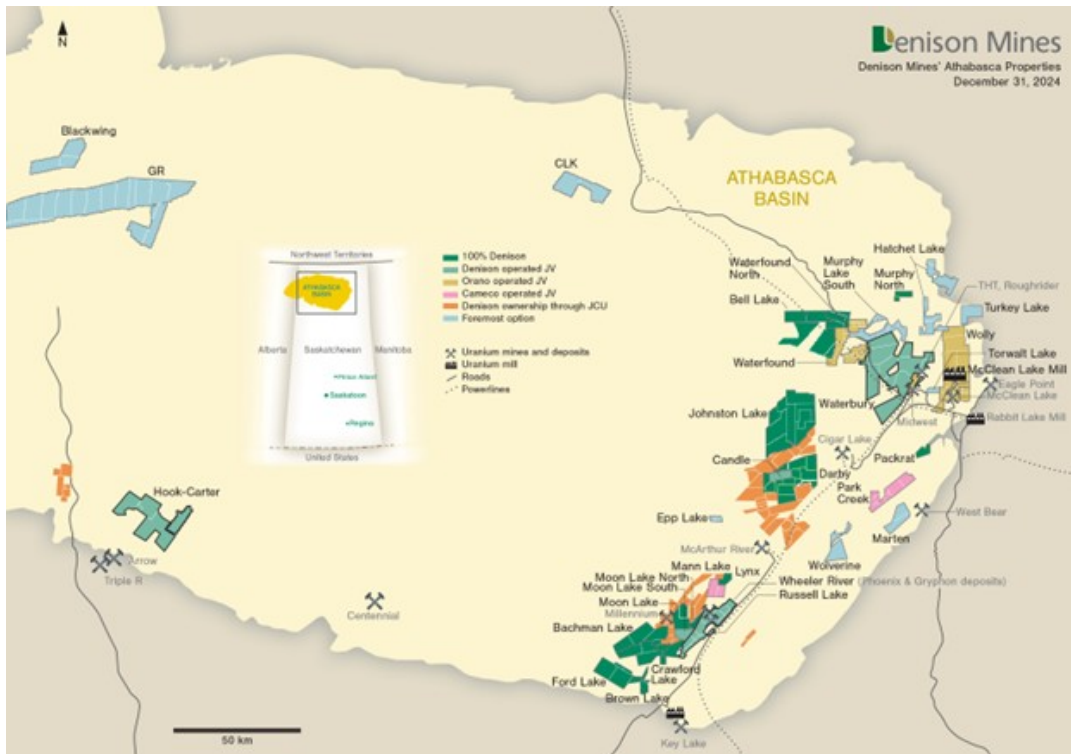 N
Denison Mines
Denison Mines' Athabasca Properties
December 31, 2024
Blackwing
GR
CLK
ATHABASCA
BASIN
Northwest Territories
ATHABASCA
BASIN
Alberta
Saskatchewan
Manitoba
Prince Albert
Saskatoon
Regina
United States
100% Denison
Denison operated JV
Orano operated JV
Cameco operated JV
Denison ownership through JCU
Foremost option
Uranium mines and deposits
Uranium mill
Roads
Powerlines
Hatchet Lake
Waterfound
North
Murphy
Lake
South
Murphy
North
THT, Roughrider
Bell Lake
Turkey Lake
Wolly
Waterfound
Torwalt Lake
McClean Lake Mill
Eagle Point
McClean Lake
Johnston Lake
Waterbury
Midwest
Rabbit Lake Mill
Cigar Lake
Candle
Packrat
Darby
Park
Creek
Hook-Carter
Epp Lake
West Bear
Marten
McArthur River
Wolverine
Arrow
Triple R
Mann Lake
Lynx
Moon Lake North
Wheeler River (Phoenix & Gryphon deposits)
Moon Lake South
Russell Lake
Moon Lake
Millennium
Centennial
Bachman Lake
Crawford
Lake
Ford Lake
Brown Lake
50 km
Key Lake